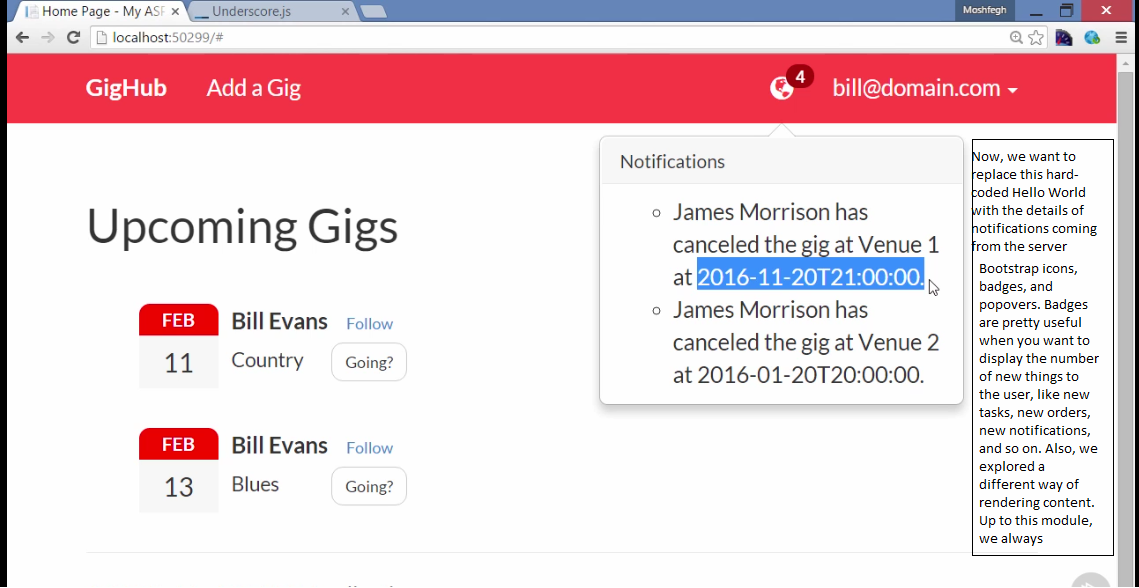 Home Page - My ASP
Underscore.js
Moshfegh
localhost:50299/#
GigHub
Add a Gig
4
bill@domain.com
Notifications
James Morrison has
canceled the gig at Venue 1
at 2016-11-20T21:00:00.
James Morrison has
canceled the gig at Venue 2
at 2016-01-20T20:00:00.
Upcoming Gigs
FEB
11
Bill Evans Follow
Country Going?
FEB
13
Bill Evans Follow
Blues Going?
Now, we want to
replace this hard-
coded Hello World
with the details of
notifications coming
from the server
Bootstrap icons,
badges, and
popovers. Badges
are pretty useful
when you want to
display the number
of new things to
the user, like new
tasks, new orders,
new notifications,
and so on. Also, we
explored a
different way of
rendering content.
Up to this module,
we always